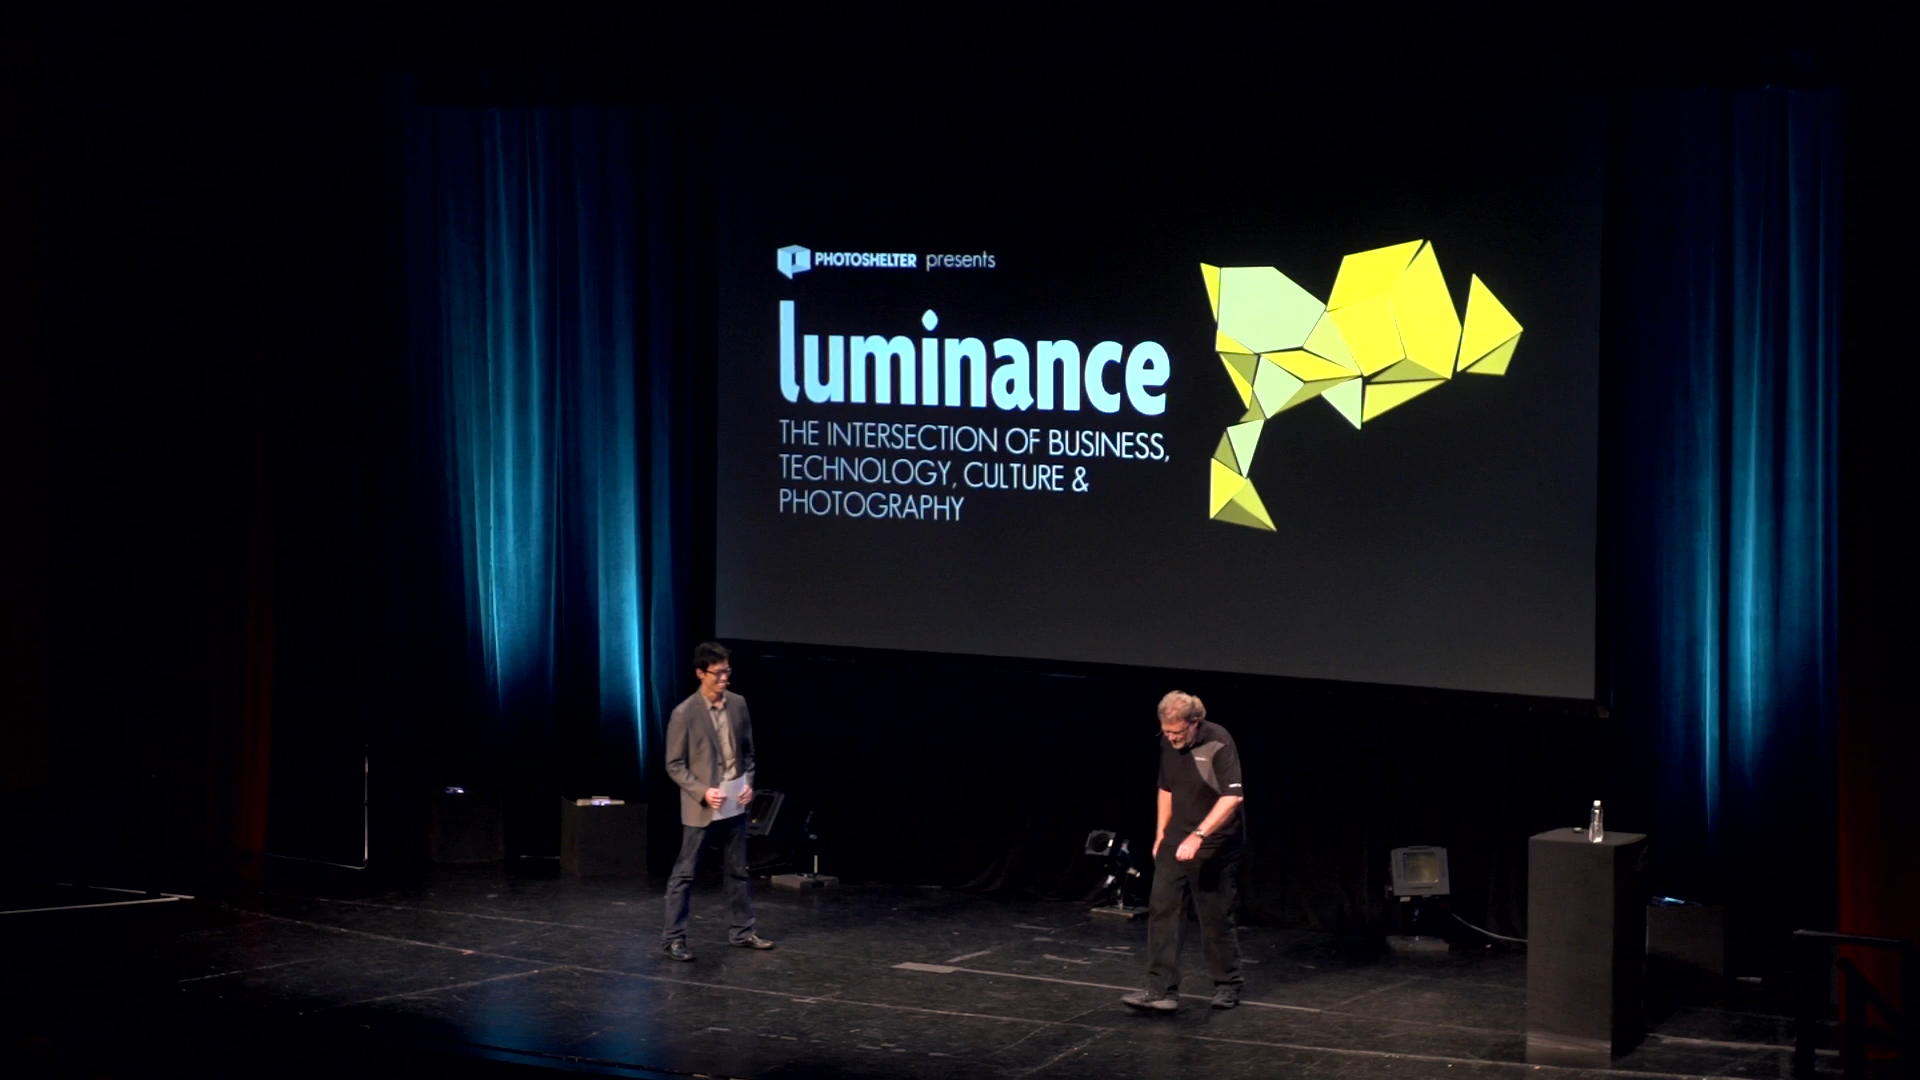 PHOTOSHELTER presents
luminance
THE INTERSECTION OF BUSINESS,
TECHNOLOGY, CULTURE &
PHOTOGRAPHY